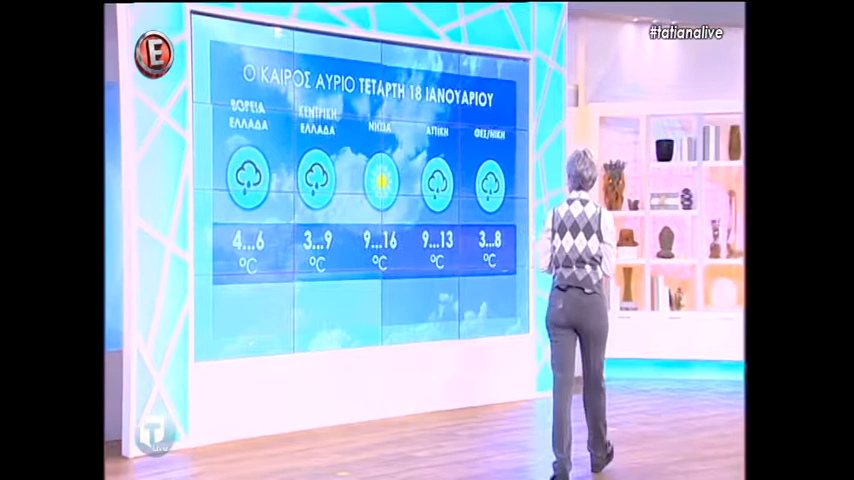 E
#tatianalive
Ο ΚΑΙΡΟΣ ΑΥΡΙΟ ΤΕΤΑΡΤΗ 18 ΙΑΝΟΥΑΡΙΟΥ
ΒΟΡΕΙΑ ΕΛΛΑΔΑ
ΚΕΝΤΡΙΚΗ ΕΛΛΑΔΑ
ΝΗΣΙΑ
ΑΤΤΙΚΗ
ΘΕΣ/ΝΙΚΗ
4...6 °C
3...9 °C
9...16 °C
9...13 °C
3...8 °C
T
Live